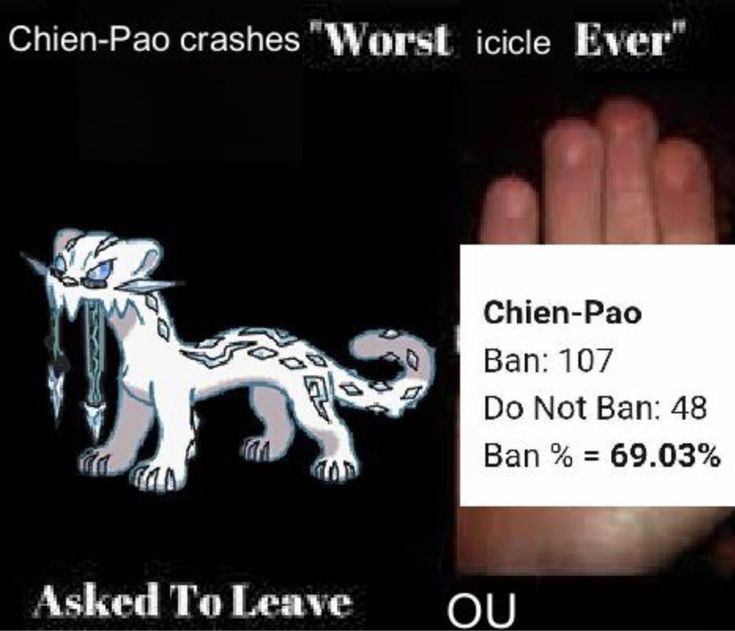 Chien-Pao crashes "Worst icicle Ever"
Chien-Pao
Ban: 107
Do Not Ban: 48
Ban % = 69.03%
Asked To Leave OU